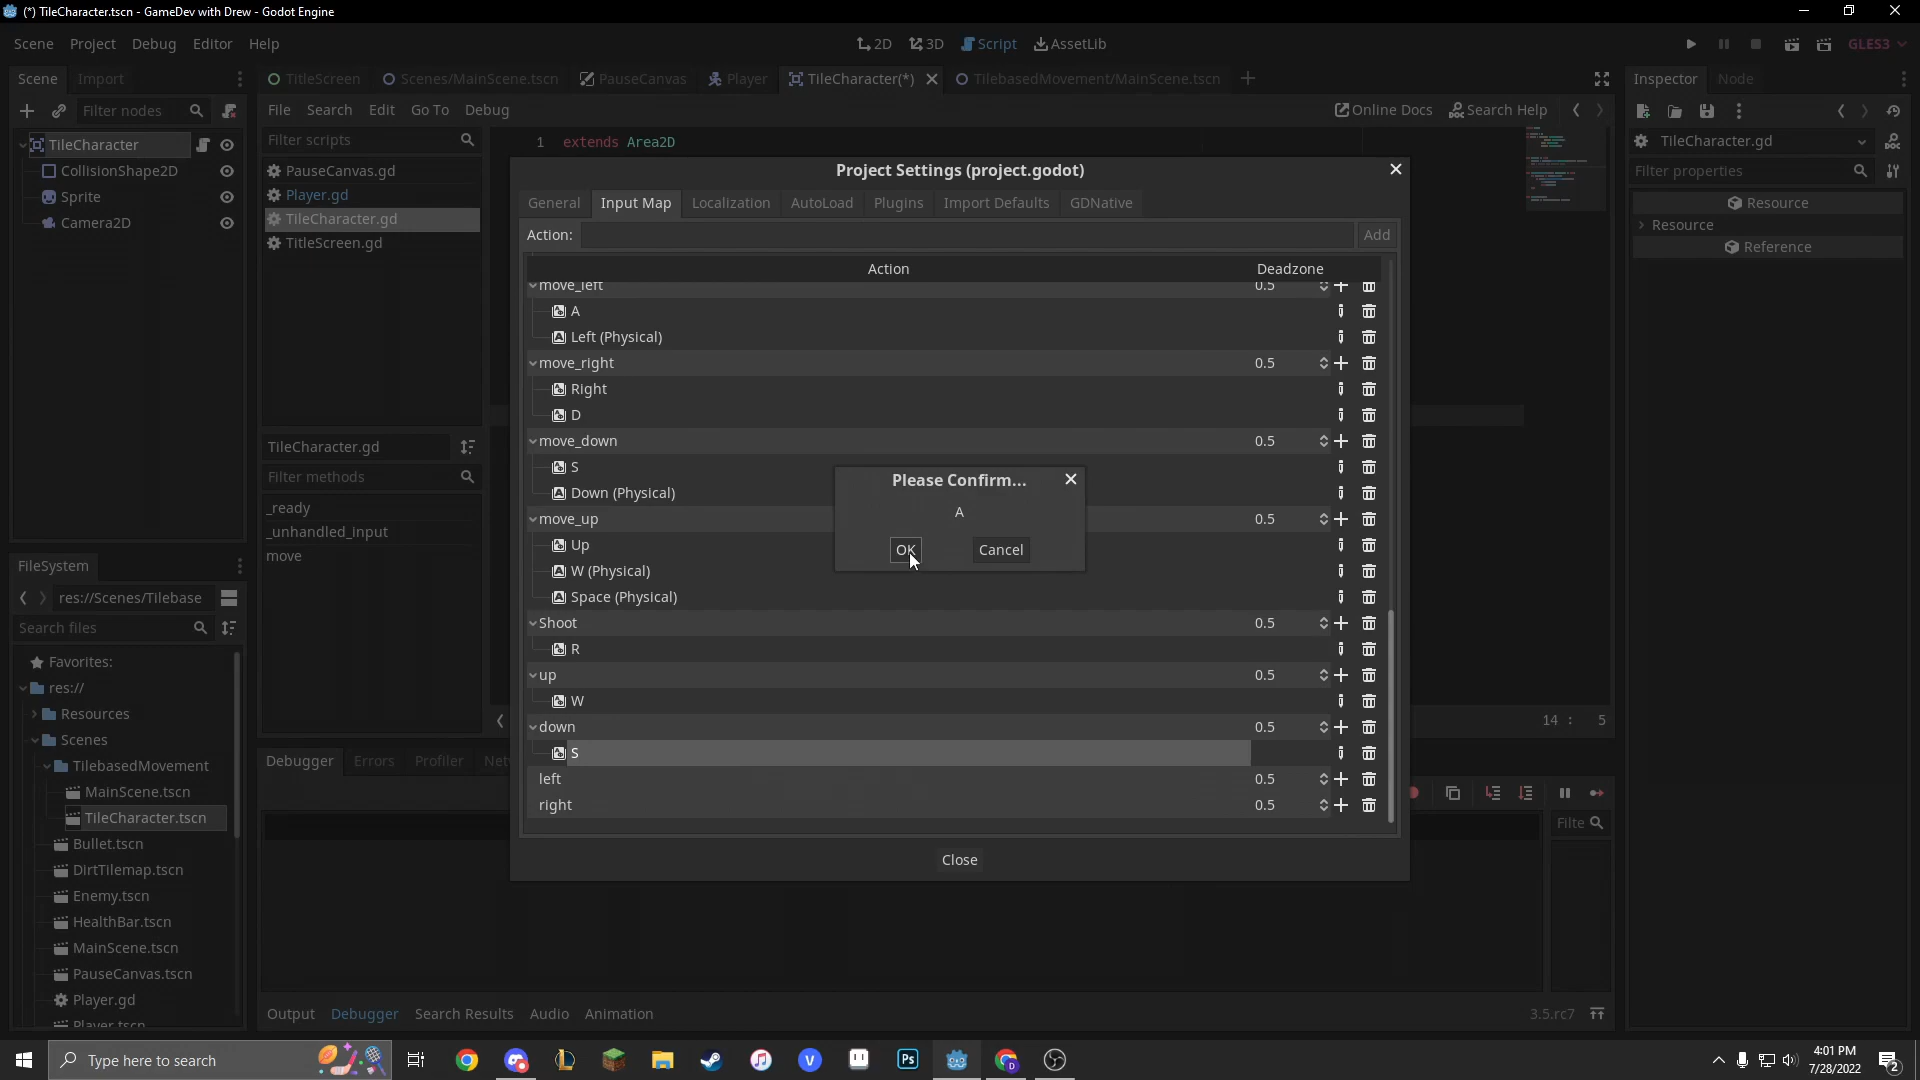 (*) TileCharacter.tscn - GameDev with Drew - Godot Engine
Scene Project Debug Editor Help
2D 3D Script AssetLib
GLES3
Scene Import
TitleScreen Scenes/MainScene.tscn PauseCanvas Player TileCharacter(*) TilebasedMovement/MainScene.tscn
Inspector Node
Filter nodes
File Search Edit Go To Debug
Online Docs Search Help
TileCharacter
CollisionShape2D
Sprite
Camera2D
Filter scripts
PauseCanvas.gd
Player.gd
TileCharacter.gd
TitleScreen.gd
1 extends Area2D
TileCharacter.gd
Filter properties
Resource
Resource
Reference
Project Settings (project.godot)
General Input Map Localization AutoLoad Plugins Import Defaults GDNative
Action: Add
Action Deadzone
move_left 0.5
A
Left (Physical)
move_right 0.5
Right
D
move_down 0.5
S
Down (Physical)
move_up 0.5
Up
W (Physical)
Space (Physical)
Shoot 0.5
R
up 0.5
W
down 0.5
S
left 0.5
right 0.5
Close
Please Confirm...
A
OK Cancel
TileCharacter.gd
Filter methods
_ready
_unhandled_input
move
14 : 5
FileSystem
res://Scenes/Tilebase
Search files
Favorites:
res://
Resources
Scenes
TilebasedMovement
MainScene.tscn
TileCharacter.tscn
Bullet.tscn
DirtTilemap.tscn
Enemy.tscn
HealthBar.tscn
MainScene.tscn
PauseCanvas.tscn
Player.gd
Player.tscn
Debugger Errors Profiler Net
Filte
Output Debugger Search Results Audio Animation
3.5.rc7
Type here to search
V
Ps
D
4:01 PM
7/28/2022
2